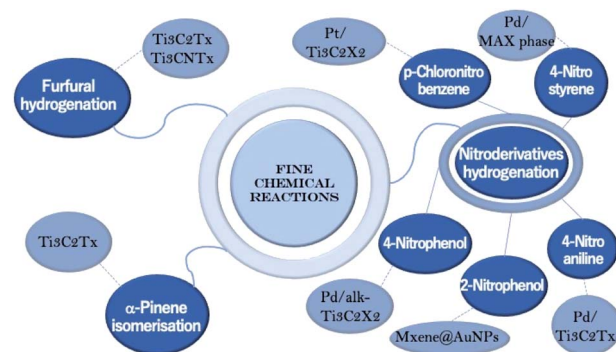 Ti3C2Tx
Ti3CNTx
Furfural
hydrogenation
Pt/
Ti3C2X2
Pd/
MAX phase
p-Chloronitro
benzene
4-Nitro
styrene
FINE
CHEMICAL
REACTIONS
Nitroderivatives
hydrogenation
Ti3C2Tx
α-Pinene
isomerisation
4-Nitrophenol
4-Nitro
aniline
2-Nitrophenol
Pd/alk-
Ti3C2X2
Mxene@AuNPs
Pd/
Ti3C2Tx